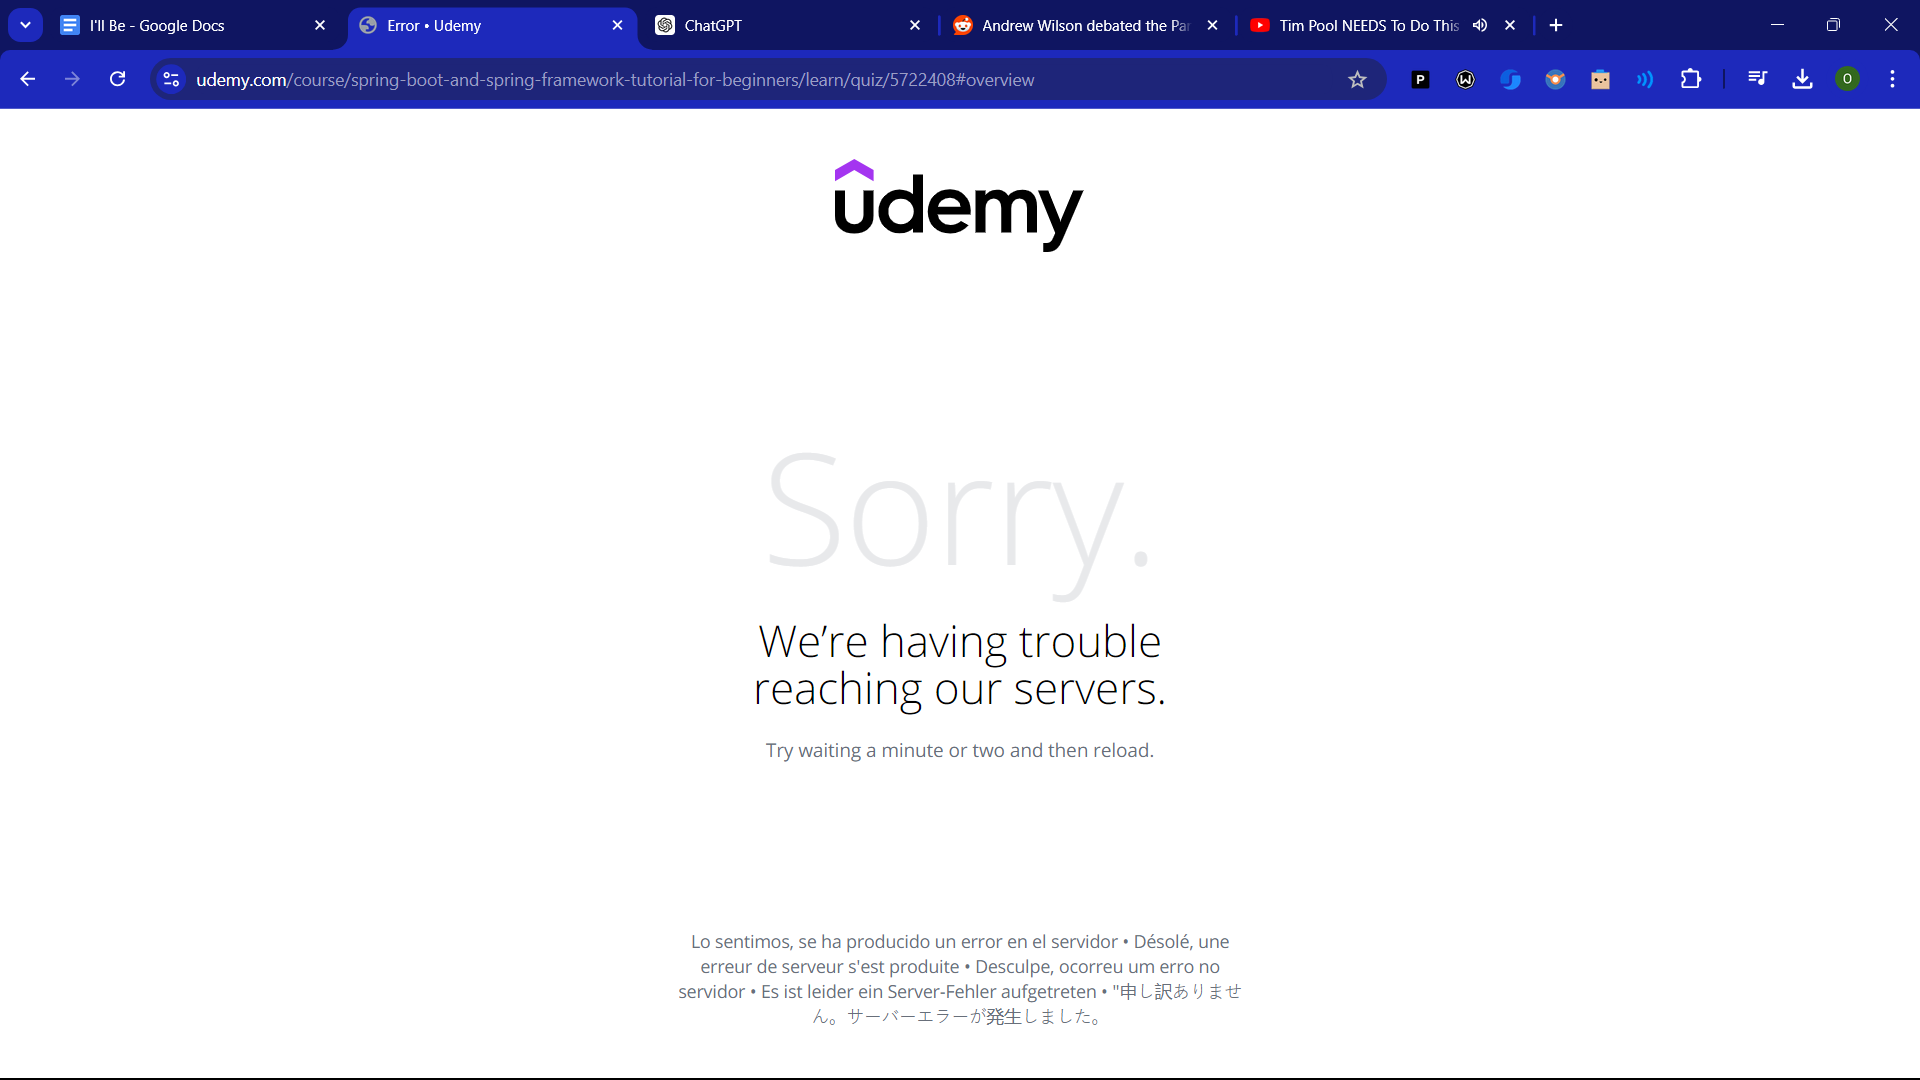 I'll Be - Google Docs
Error • Udemy
ChatGPT
Andrew Wilson debated the Par
Tim Pool NEEDS To Do This
udemy.com/course/spring-boot-and-spring-framework-tutorial-for-beginners/learn/quiz/5722408#overview
P
W
O
udemy
Sorry.
We’re having trouble
reaching our servers.
Try waiting a minute or two and then reload.
Lo sentimos, se ha producido un error en el servidor • Désolé, une
erreur de serveur s'est produite • Desculpe, ocorreu um erro no
servidor • Es ist leider ein Server-Fehler aufgetreten • "申し訳ありませ
ん。サーバーエラーが発生しました。